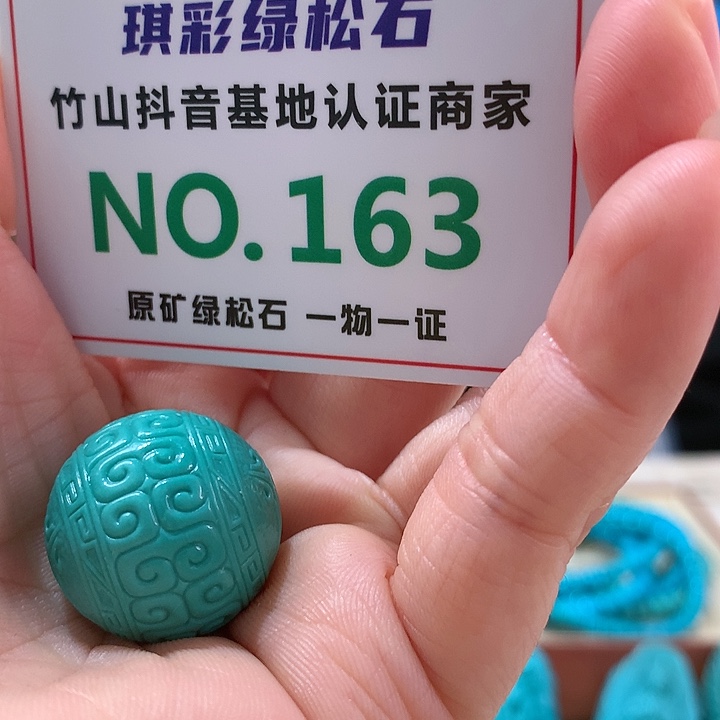 琪彩绿松石
竹山抖音基地认证商家
NO.163
原矿绿松石 一物一证